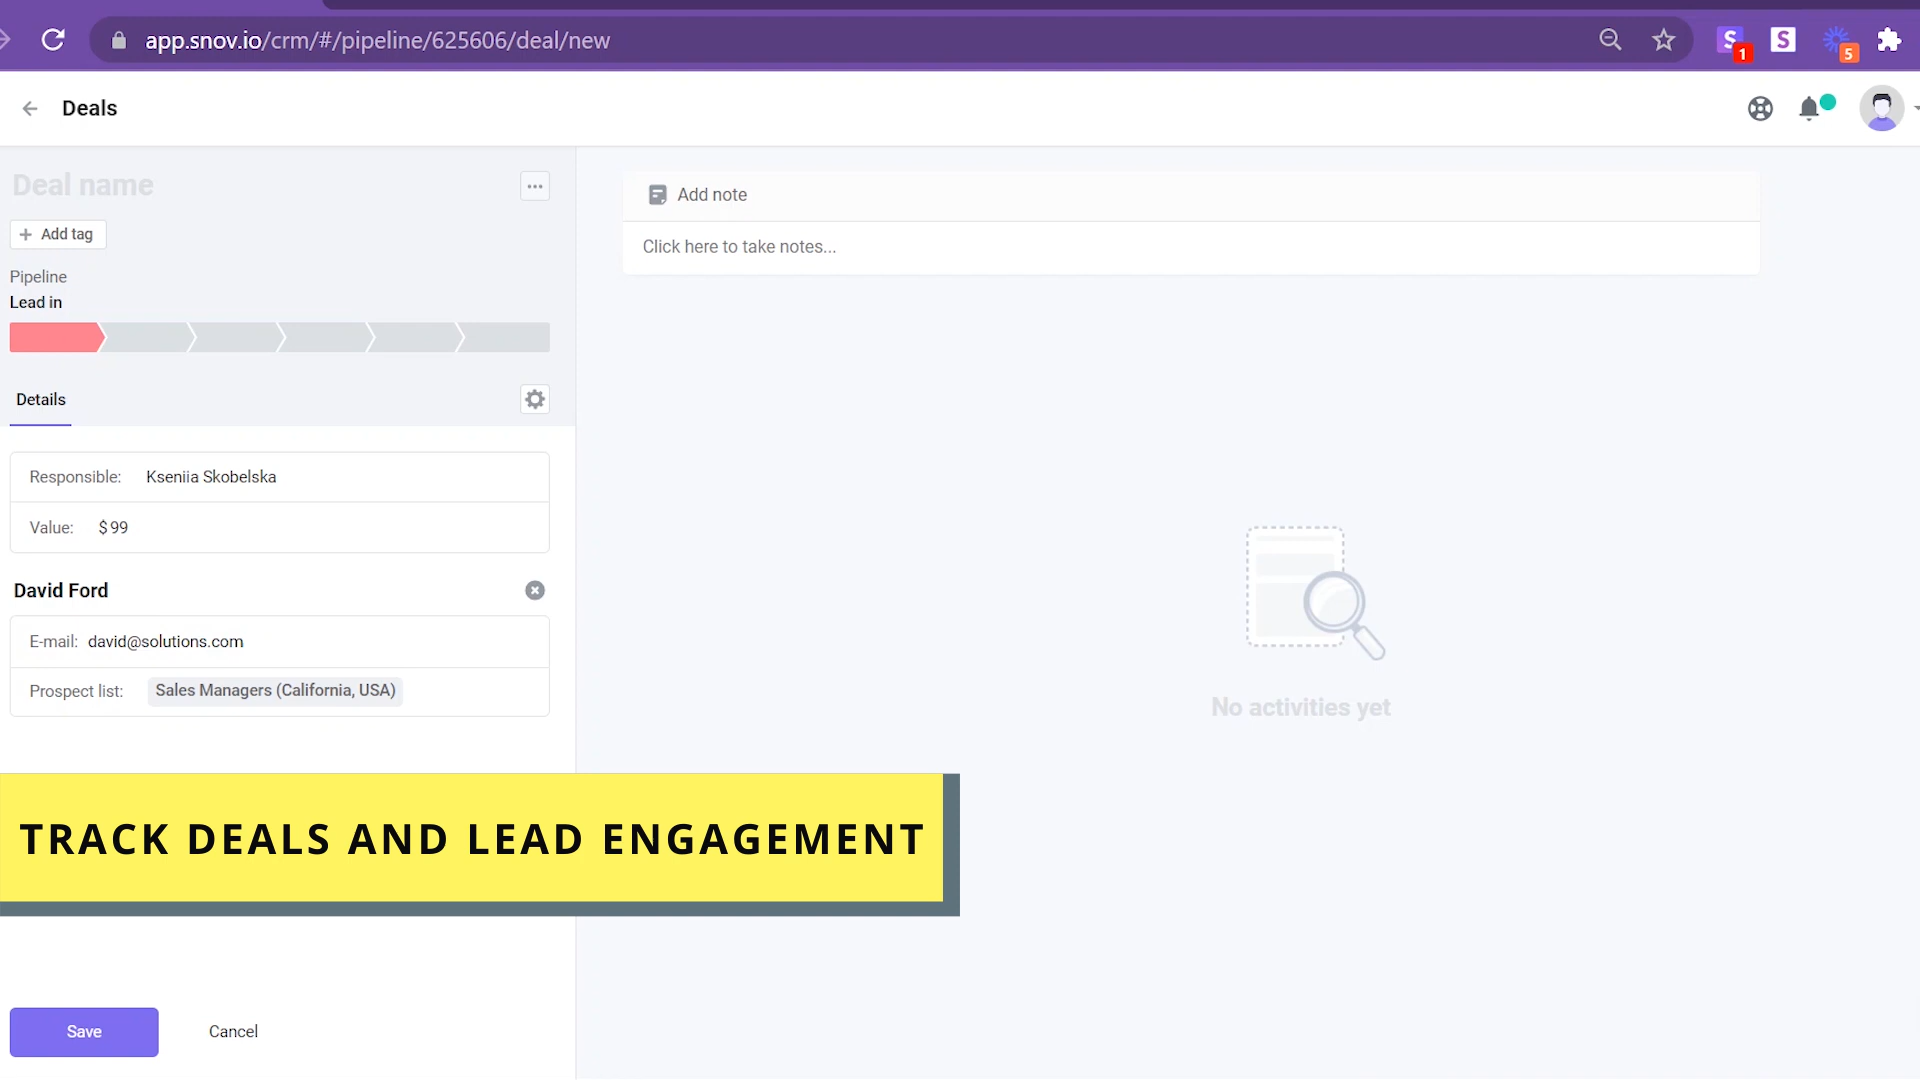 app.snov.io/crm/#/pipeline/625606/deal/new
S 1
S
5
Deals
Deal name
+ Add tag
Pipeline
Lead in
Details
Responsible: Kseniia Skobelska
Value: $99
David Ford
E-mail: david@solutions.com
Prospect list: Sales Managers (California, USA)
Add note
Click here to take notes...
No activities yet
TRACK DEALS AND LEAD ENGAGEMENT
Save Cancel